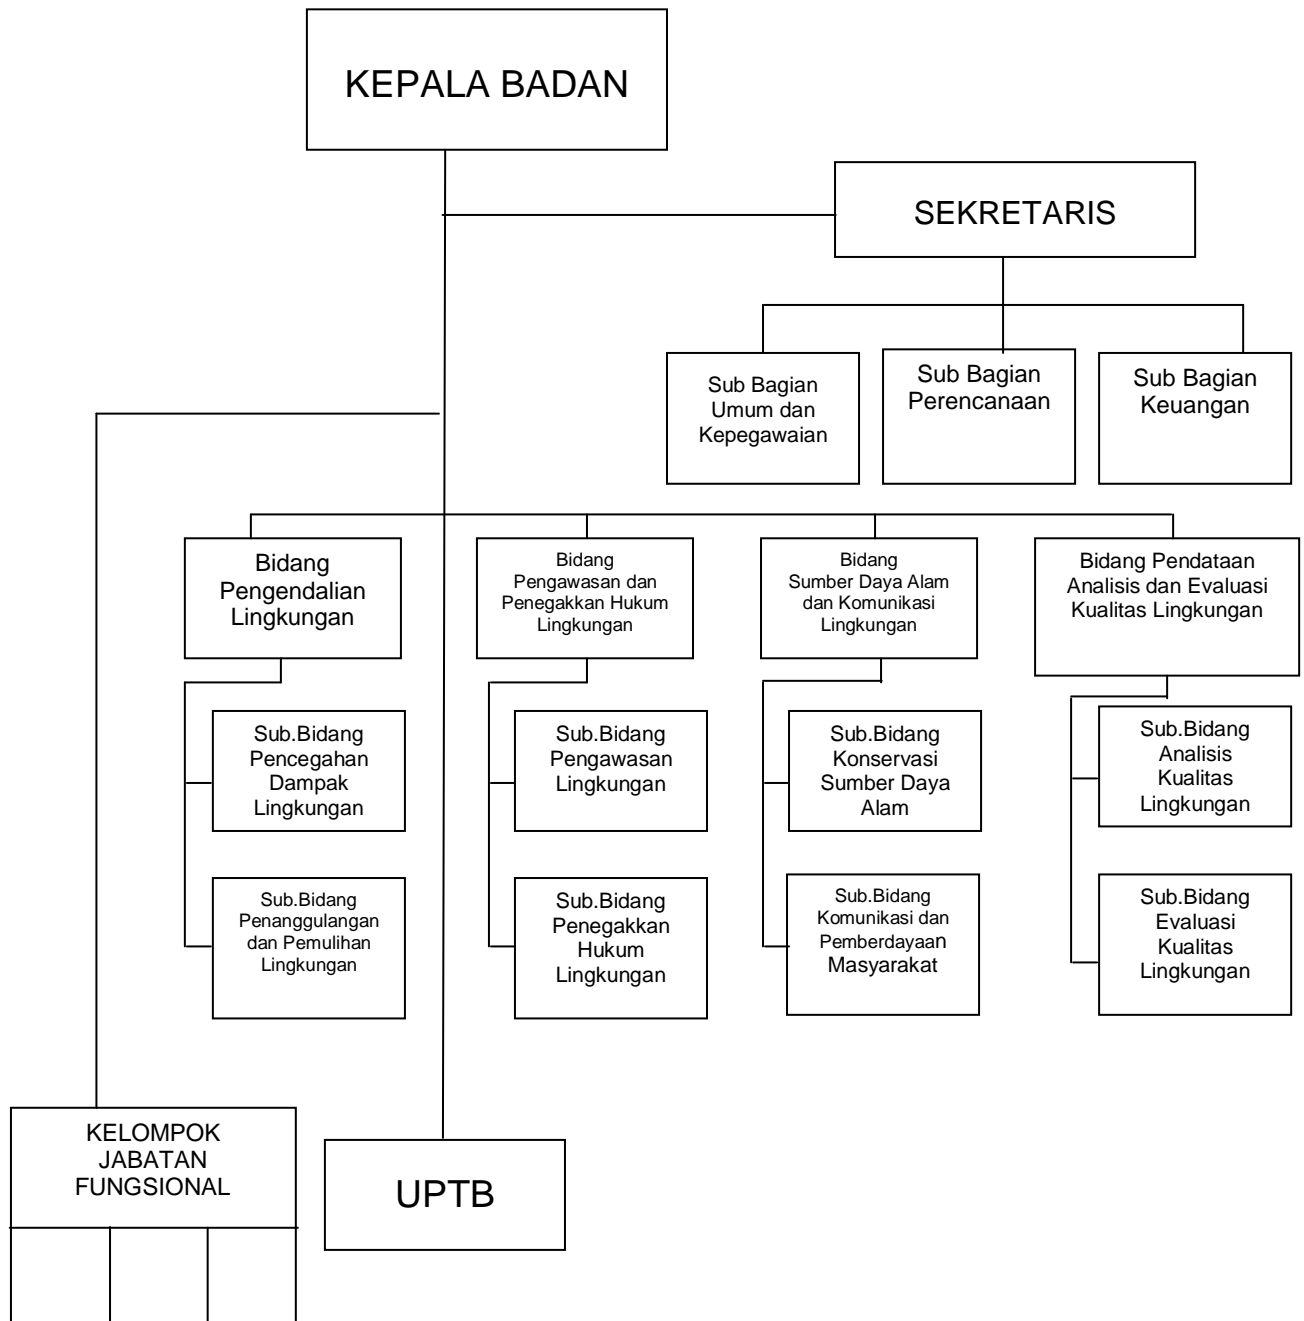 KEPALA BADAN
SEKRETARIS
Sub Bagian
Umum dan
Kepegawaian
Sub Bagian
Perencanaan
Sub Bagian
Keuangan
Bidang
Pengendalian
Lingkungan
Bidang
Pengawasan dan
Penegakkan Hukum
Lingkungan
Bidang
Sumber Daya Alam
dan Komunikasi
Lingkungan
Bidang Pendataan
Analisis dan Evaluasi
Kualitas Lingkungan
Sub.Bidang
Pencegahan
Dampak
Lingkungan
Sub.Bidang
Pengawasan
Lingkungan
Sub.Bidang
Konservasi
Sumber Daya
Alam
Sub.Bidang
Analisis
Kualitas
Lingkungan
Sub.Bidang
Penanggulangan
dan Pemulihan
Lingkungan
Sub.Bidang
Penegakkan
Hukum
Lingkungan
Sub.Bidang
Komunikasi dan
Pemberdayaan
Masyarakat
Sub.Bidang
Evaluasi
Kualitas
Lingkungan
KELOMPOK
JABATAN
FUNGSIONAL
UPTB